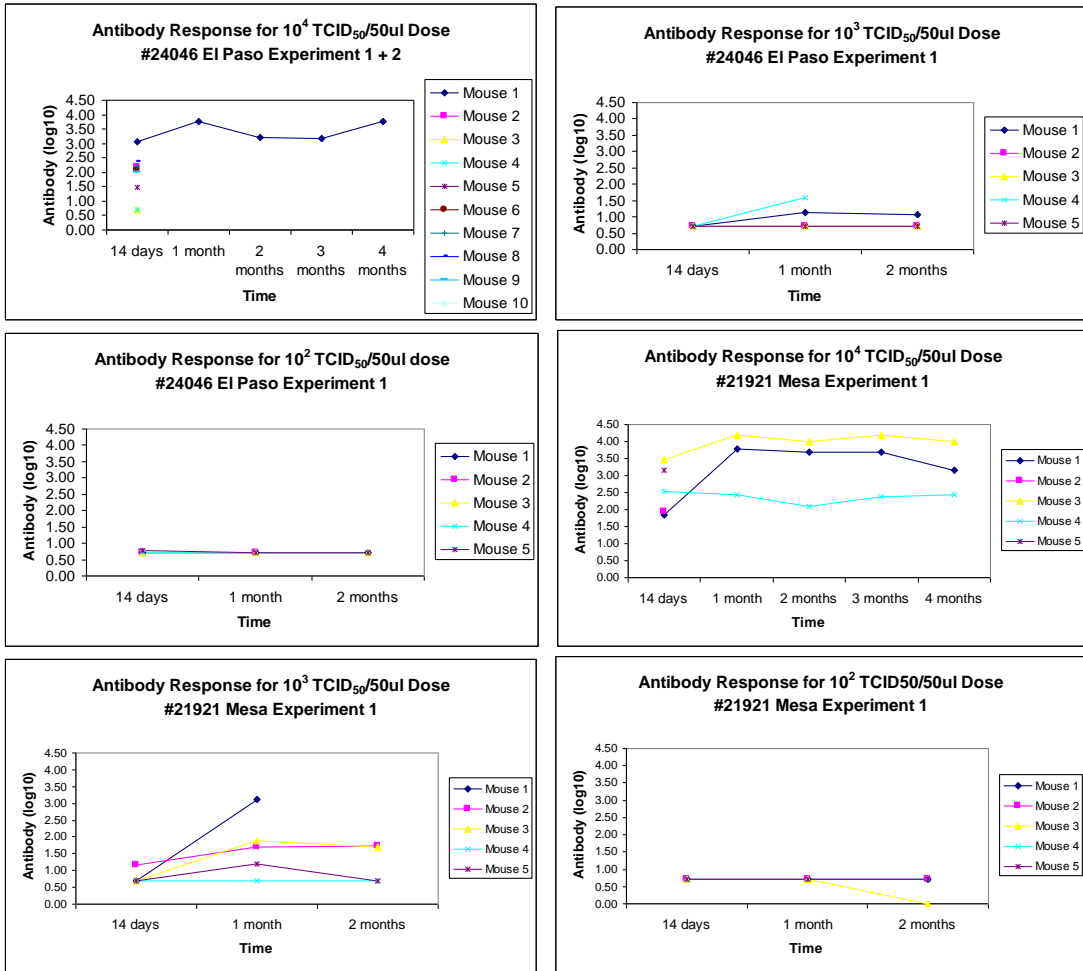 Antibody Response for 10⁴ TCID₅₀/50ul Dose
#24046 El Paso Experiment 1 + 2
Antibody (log10)
4.50
4.00
3.50
3.00
2.50
2.00
1.50
1.00
0.50
0.00
14 days
1 month
2 months
3 months
4 months
Time
Mouse 1
Mouse 2
Mouse 3
Mouse 4
Mouse 5
Mouse 6
Mouse 7
Mouse 8
Mouse 9
Mouse 10
Antibody Response for 10³ TCID₅₀/50ul Dose
#24046 El Paso Experiment 1
Antibody (log10)
4.50
4.00
3.50
3.00
2.50
2.00
1.50
1.00
0.50
0.00
14 days
1 month
2 months
Time
Mouse 1
Mouse 2
Mouse 3
Mouse 4
Mouse 5
Antibody Response for 10² TCID₅₀/50ul dose
#24046 El Paso Experiment 1
Antibody (log10)
4.50
4.00
3.50
3.00
2.50
2.00
1.50
1.00
0.50
0.00
14 days
1 month
2 months
Time
Mouse 1
Mouse 2
Mouse 3
Mouse 4
Mouse 5
Antibody Response for 10⁴ TCID₅₀/50ul Dose
#21921 Mesa Experiment 1
Antibody (log10)
4.50
4.00
3.50
3.00
2.50
2.00
1.50
1.00
0.50
0.00
14 days
1 month
2 months
3 months
4 months
Time
Mouse 1
Mouse 2
Mouse 3
Mouse 4
Mouse 5
Antibody Response for 10³ TCID₅₀/50ul Dose
#21921 Mesa Experiment 1
Antibody (log10)
4.50
4.00
3.50
3.00
2.50
2.00
1.50
1.00
0.50
0.00
14 days
1 month
2 months
Time
Mouse 1
Mouse 2
Mouse 3
Mouse 4
Mouse 5
Antibody Response for 10² TCID50/50ul Dose
#21921 Mesa Experiment 1
Antibody (log10)
4.50
4.00
3.50
3.00
2.50
2.00
1.50
1.00
0.50
0.00
14 days
1 month
2 months
Time
Mouse 1
Mouse 2
Mouse 3
Mouse 4
Mouse 5